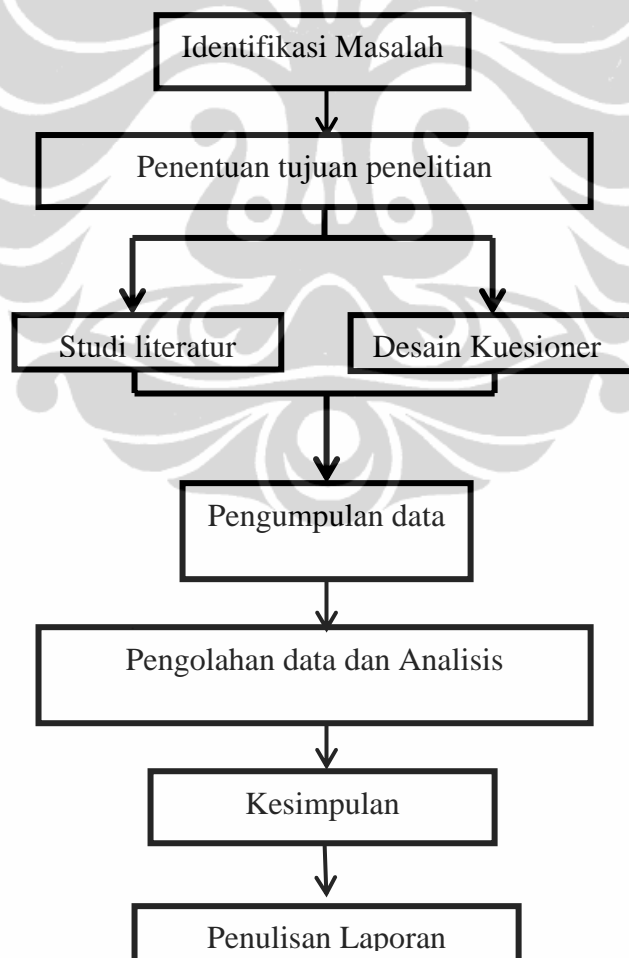 Identifikasi Masalah
Penentuan tujuan penelitian
Studi literatur
Desain Kuesioner
Pengumpulan data
Pengolahan data dan Analisis
Kesimpulan
Penulisan Laporan